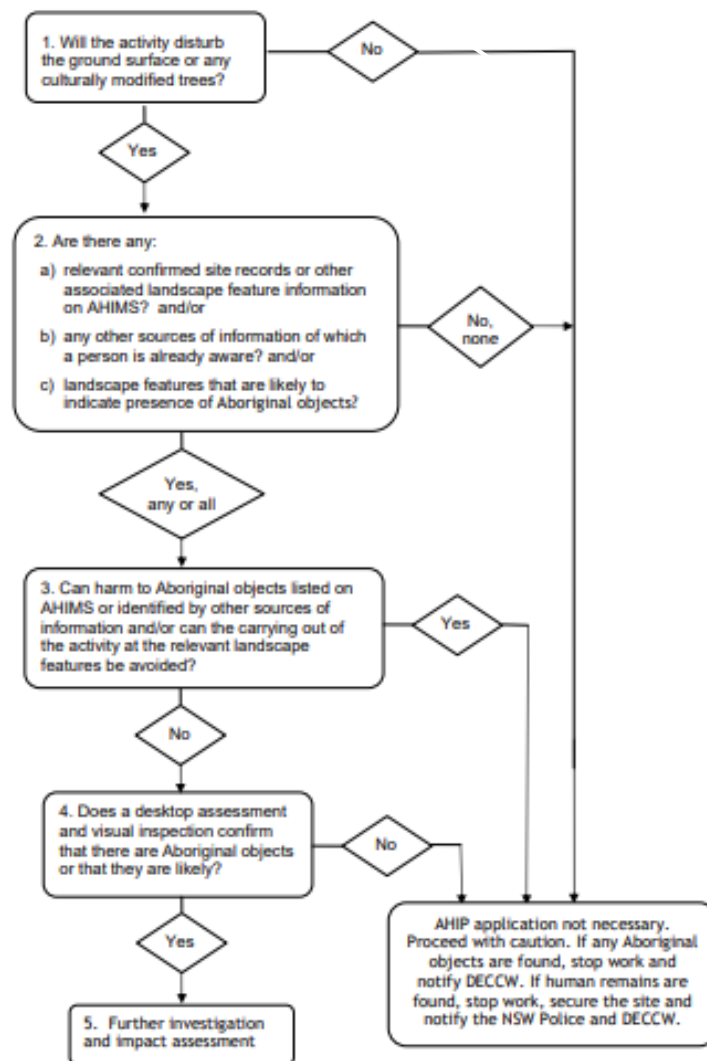 1. Will the activity disturb
the ground surface or any
culturally modified trees?
No
Yes
2. Are there any:
a) relevant confirmed site records or other
associated landscape feature information
on AHIMS? and/or
b) any other sources of information of which
a person is already aware? and/or
c) landscape features that are likely to
indicate presence of Aboriginal objects?
No,
none
Yes,
any or all
3. Can harm to Aboriginal objects listed on
AHIMS or identified by other sources of
information and/or can the carrying out of
the activity at the relevant landscape
features be avoided?
Yes
No
4. Does a desktop assessment
and visual inspection confirm
that there are Aboriginal objects
or that they are likely?
No
Yes
AHIP application not necessary.
Proceed with caution. If any Aboriginal
objects are found, stop work and
notify DECCW. If human remains are
found, stop work, secure the site and
notify the NSW Police and DECCW.
5. Further investigation
and impact assessment